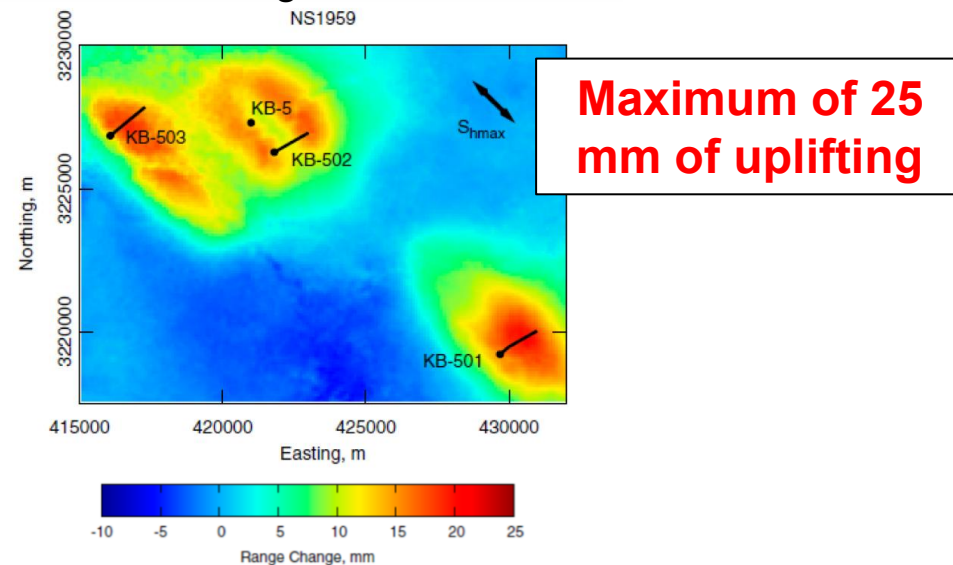 NS1959
3230000
3225000
3220000
Northing, m
KB-503
KB-5
KB-502
Shmax
KB-501
Maximum of 25
mm of uplifting
415000 420000 425000 430000
Easting, m
-10 -5 0 5 10 15 20 25
Range Change, mm